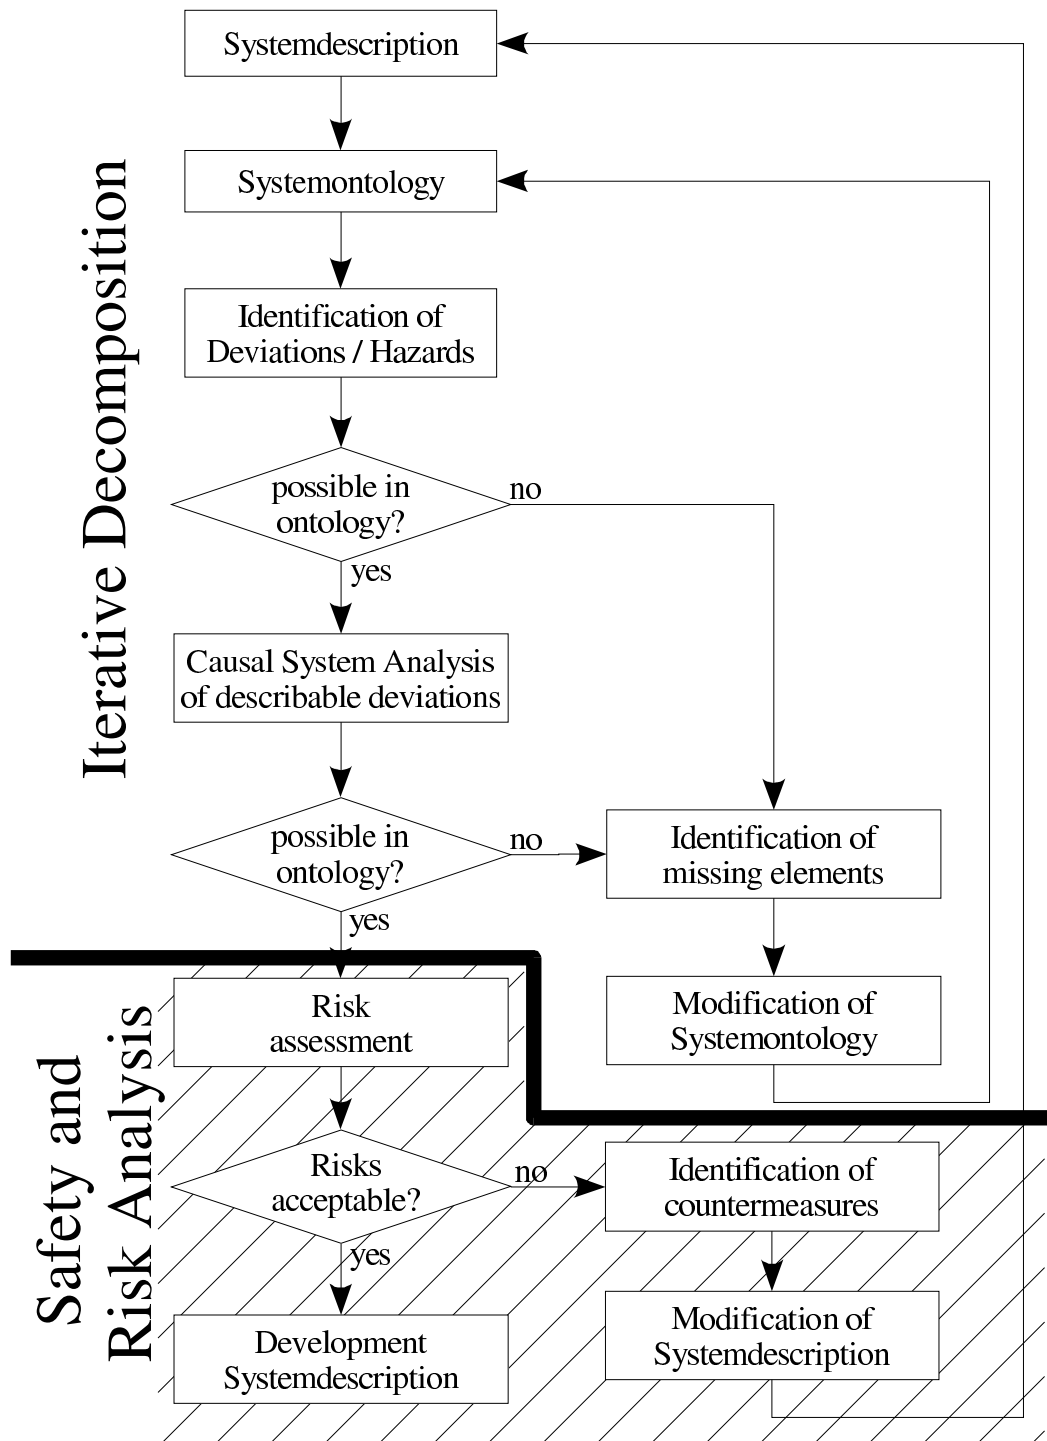 Systemdescription
Systemontology
Identification of
Deviations / Hazards
possible in
ontology?
no
yes
Causal System Analysis
of describable deviations
possible in
ontology?
no
yes
Identification of
missing elements
Modification of
Systemontology
Iterative Decomposition
Risk
assessment
Risks
acceptable?
no
yes
Identification of
countermeasures
Development
Systemdescription
Modification of
Systemdescription
Safety and
Risk Analysis